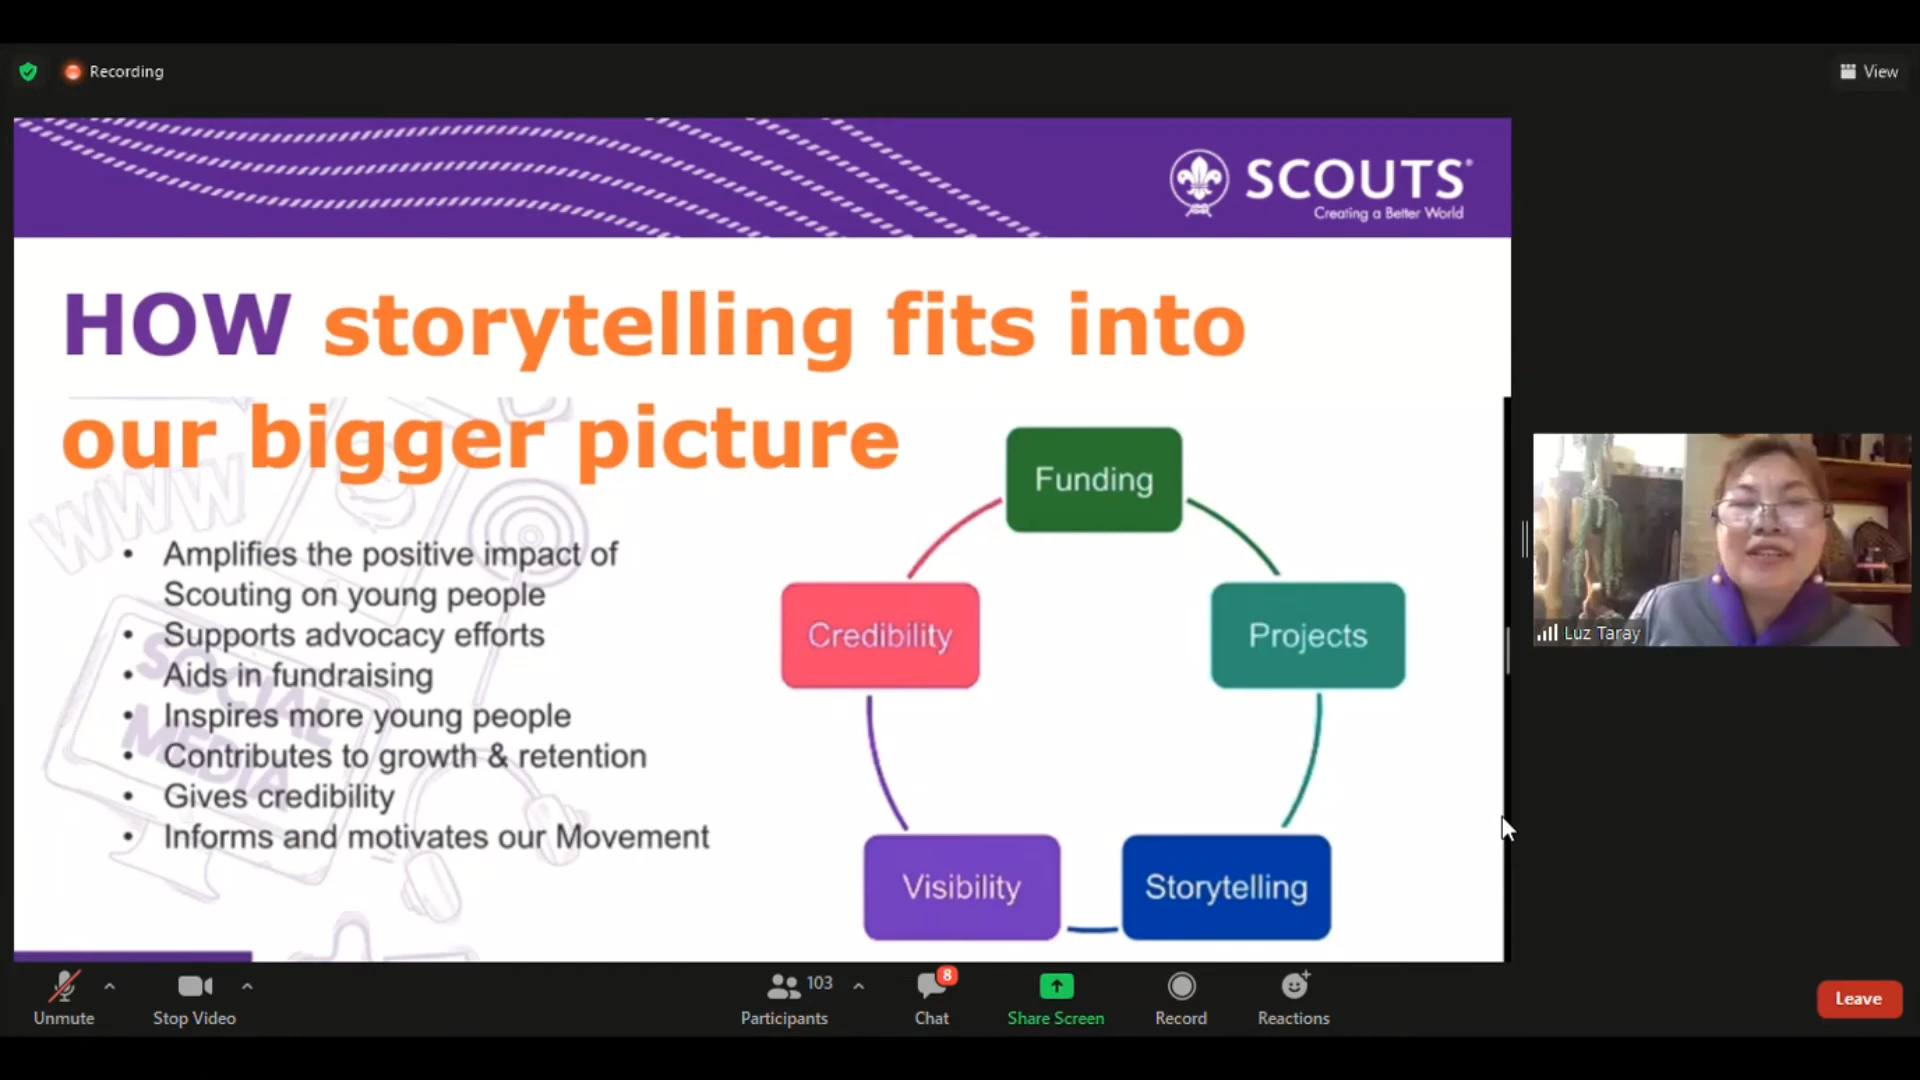 Recording
View
SCOUTS®
Creating a Better World
HOW storytelling fits into
our bigger picture
WWW
SOCIAL
MEDIA
• Amplifies the positive impact of
Scouting on young people
• Supports advocacy efforts
• Aids in fundraising
• Inspires more young people
• Contributes to growth & retention
• Gives credibility
• Informs and motivates our Movement
Funding
Credibility
Projects
Visibility
Storytelling
Luz Taray
Unmute
Stop Video
103
Participants
8
Chat
Share Screen
Record
Reactions
Leave